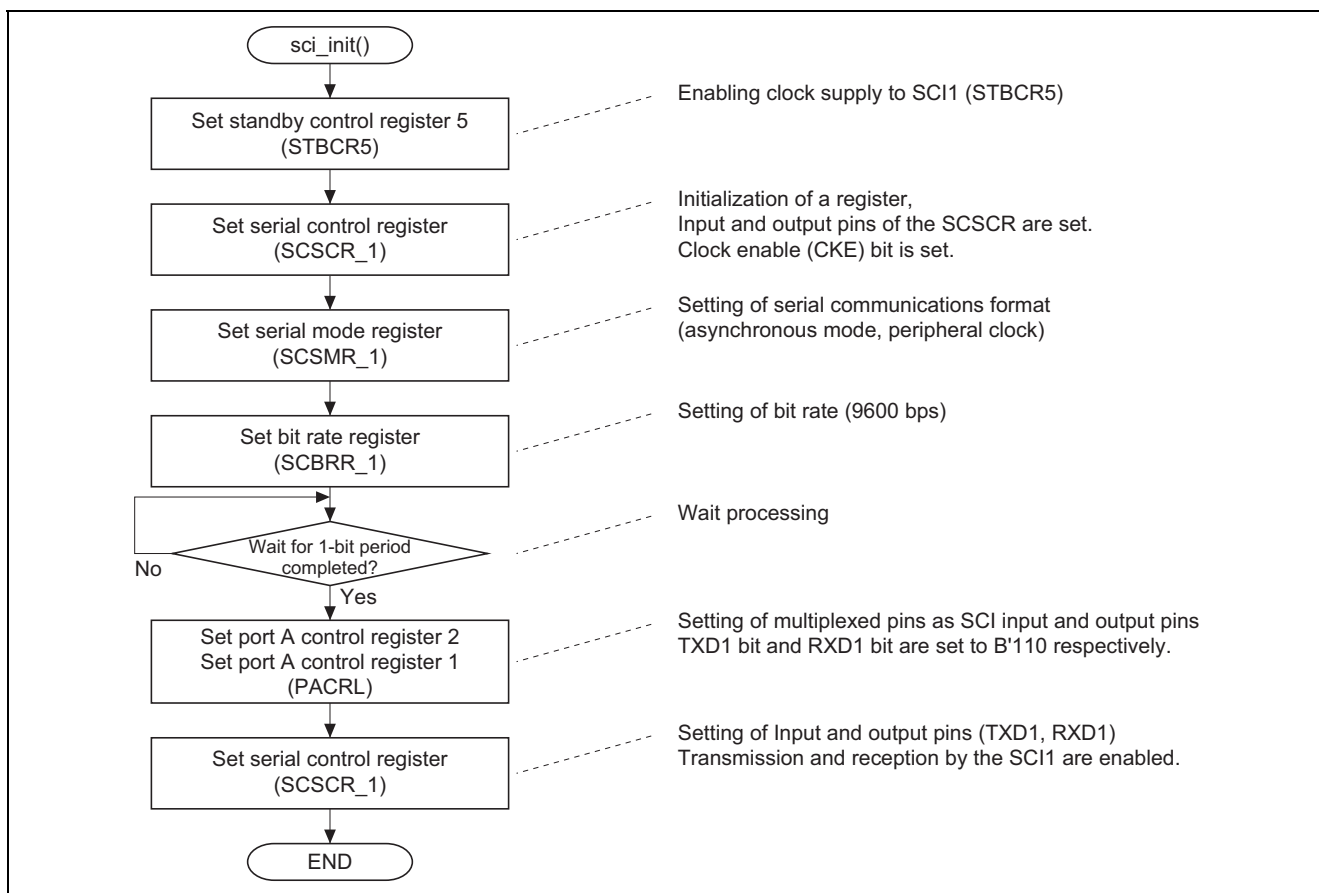 sci_init()
Set standby control register 5
(STBCR5)
Enabling clock supply to SCI1 (STBCR5)
Set serial control register
(SCSCR_1)
Initialization of a register,
Input and output pins of the SCSCR are set.
Clock enable (CKE) bit is set.
Set serial mode register
(SCSMR_1)
Setting of serial communications format
(asynchronous mode, peripheral clock)
Set bit rate register
(SCBRR_1)
Setting of bit rate (9600 bps)
Wait for 1-bit period
completed?
No
Yes
Wait processing
Set port A control register 2
Set port A control register 1
(PACRL)
Setting of multiplexed pins as SCI input and output pins
TXD1 bit and RXD1 bit are set to B'110 respectively.
Set serial control register
(SCSCR_1)
Setting of Input and output pins (TXD1, RXD1)
Transmission and reception by the SCI1 are enabled.
END